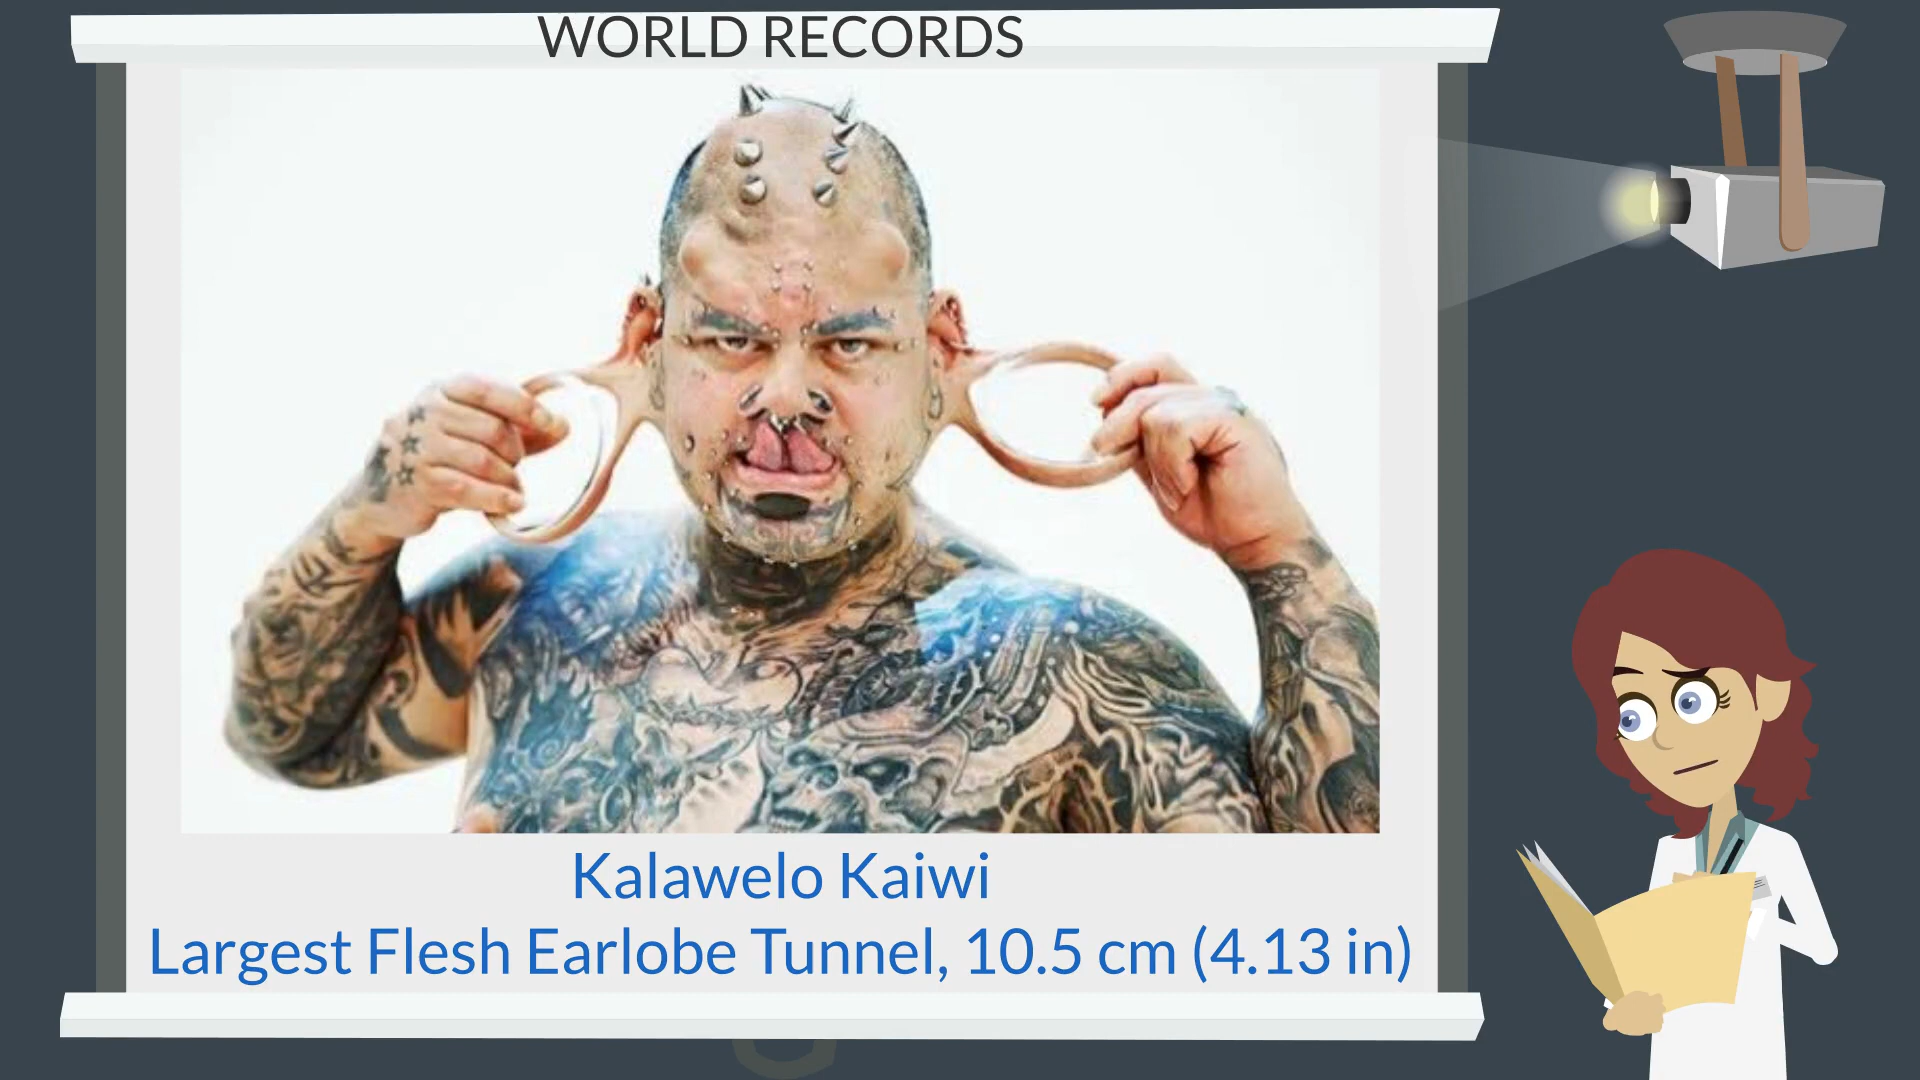 WORLD RECORDS
Kalawelo Kaiwi
Largest Flesh Earlobe Tunnel, 10.5 cm (4.13 in)